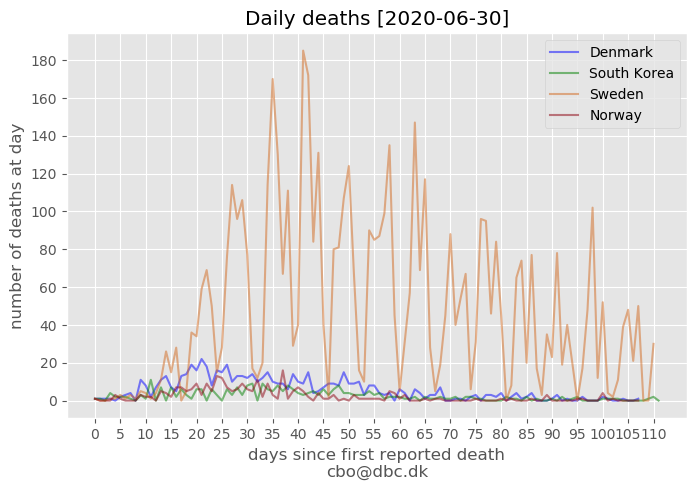 Daily deaths [2020-06-30]
Denmark
South Korea
Sweden
Norway
number of deaths at day
180
160
140
120
100
80
60
40
20
0
0 5 10 15 20 25 30 35 40 45 50 55 60 65 70 75 80 85 90 95 100 105 110
days since first reported death
cbo@dbc.dk